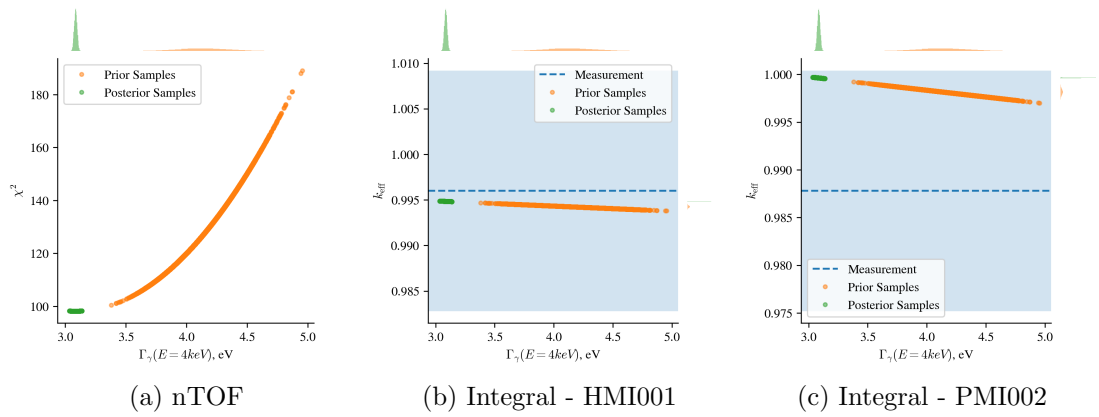 180
160
140
120
100
χ²
Prior Samples
Posterior Samples
3.0 3.5 4.0 4.5 5.0
Γγ(E = 4keV), eV
(a) nTOF
1.010
1.005
1.000
0.995
0.990
0.985
keff
Measurement
Prior Samples
Posterior Samples
3.0 3.5 4.0 4.5 5.0
Γγ(E = 4keV), eV
(b) Integral - HMI001
1.000
0.995
0.990
0.985
0.980
0.975
keff
Measurement
Prior Samples
Posterior Samples
3.0 3.5 4.0 4.5 5.0
Γγ(E = 4keV), eV
(c) Integral - PMI002